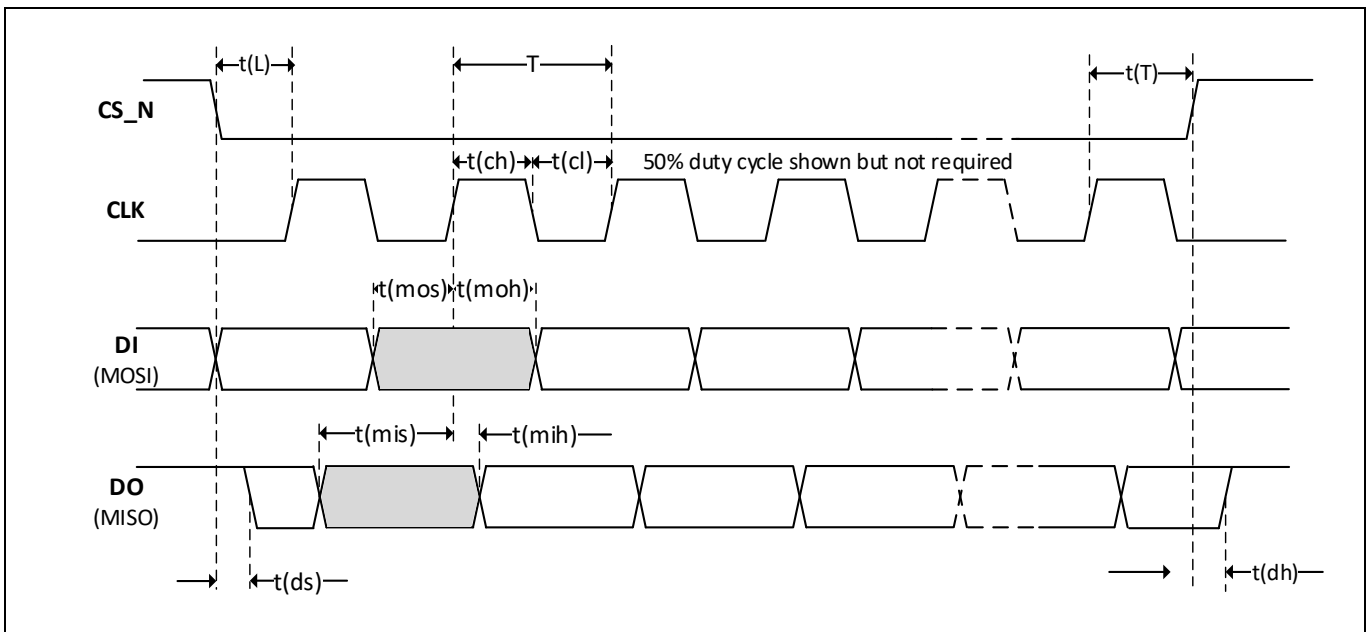 t(L)
T
t(T)
CS_N
t(ch)
t(cl)
50% duty cycle shown but not required
CLK
t(mos)
t(moh)
DI
(MOSI)
t(mis)
t(mih)
DO
(MISO)
t(ds)
t(dh)